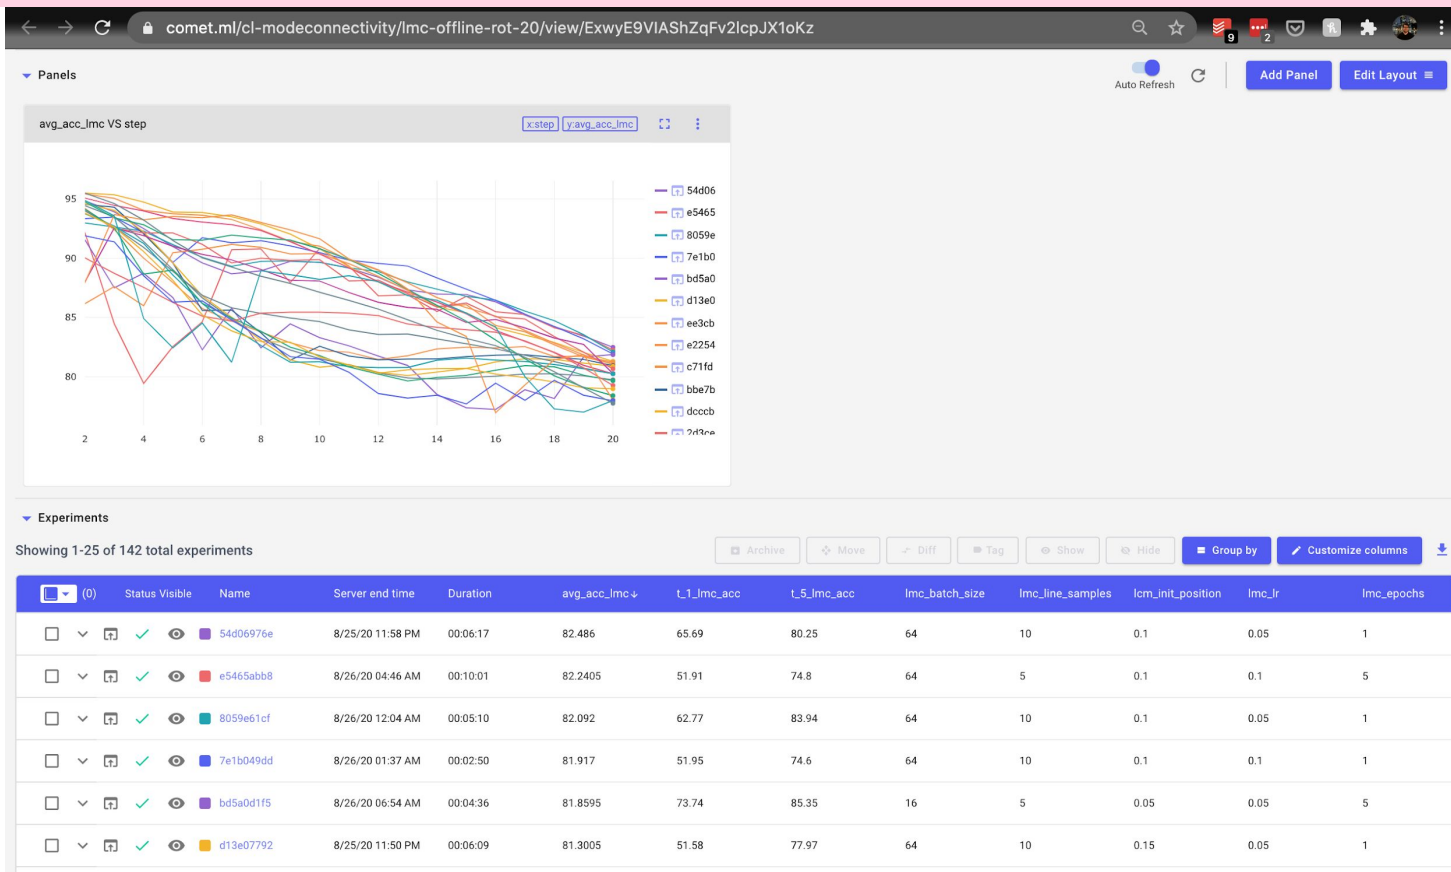 comet.ml/cl-modeconnectivity/lmc-offline-rot-20/view/ExwyE9VIAShZqFv2lcpJX1oKz
9
2
Panels
Auto Refresh
Add Panel
Edit Layout
avg_acc_lmc VS step
x:step y:avg_acc_lmc
95
90
85
80
2 4 6 8 10 12 14 16 18 20
54d06
e5465
8059e
7e1b0
bd5a0
d13e0
ee3cb
e2254
c71fd
bbe7b
dcccb
2d3ce
Experiments
Showing 1-25 of 142 total experiments
Archive Move Diff Tag Show Hide Group by Customize columns
(0) Status Visible Name Server end time Duration avg_acc_lmc↓ t_1_lmc_acc t_5_lmc_acc lmc_batch_size lmc_line_samples lcm_init_position lmc_lr lmc_epochs
54d06976e 8/25/20 11:58 PM 00:06:17 82.486 65.69 80.25 64 10 0.1 0.05 1
e5465abb8 8/26/20 04:46 AM 00:10:01 82.2405 51.91 74.8 64 5 0.1 0.1 5
8059e61cf 8/26/20 12:04 AM 00:05:10 82.092 62.77 83.94 64 10 0.1 0.05 1
7e1b049dd 8/26/20 01:37 AM 00:02:50 81.917 51.95 74.6 64 10 0.1 0.1 1
bd5a0d1f5 8/26/20 06:54 AM 00:04:36 81.8595 73.74 85.35 16 5 0.05 0.05 5
d13e07792 8/25/20 11:50 PM 00:06:09 81.3005 51.58 77.97 64 10 0.15 0.05 1